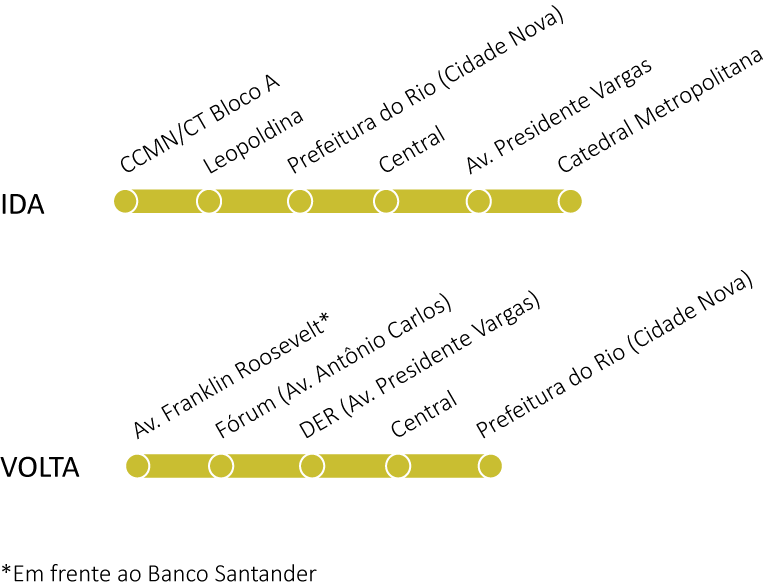 CCMN/CT Bloco A
Leopoldina
Prefeitura do Rio (Cidade Nova)
Central
Av. Presidente Vargas
Catedral Metropolitana
IDA
Av. Franklin Roosevelt*
Fórum (Av. Antônio Carlos)
DER (Av. Presidente Vargas)
Central
Prefeitura do Rio (Cidade Nova)
VOLTA
*Em frente ao Banco Santander